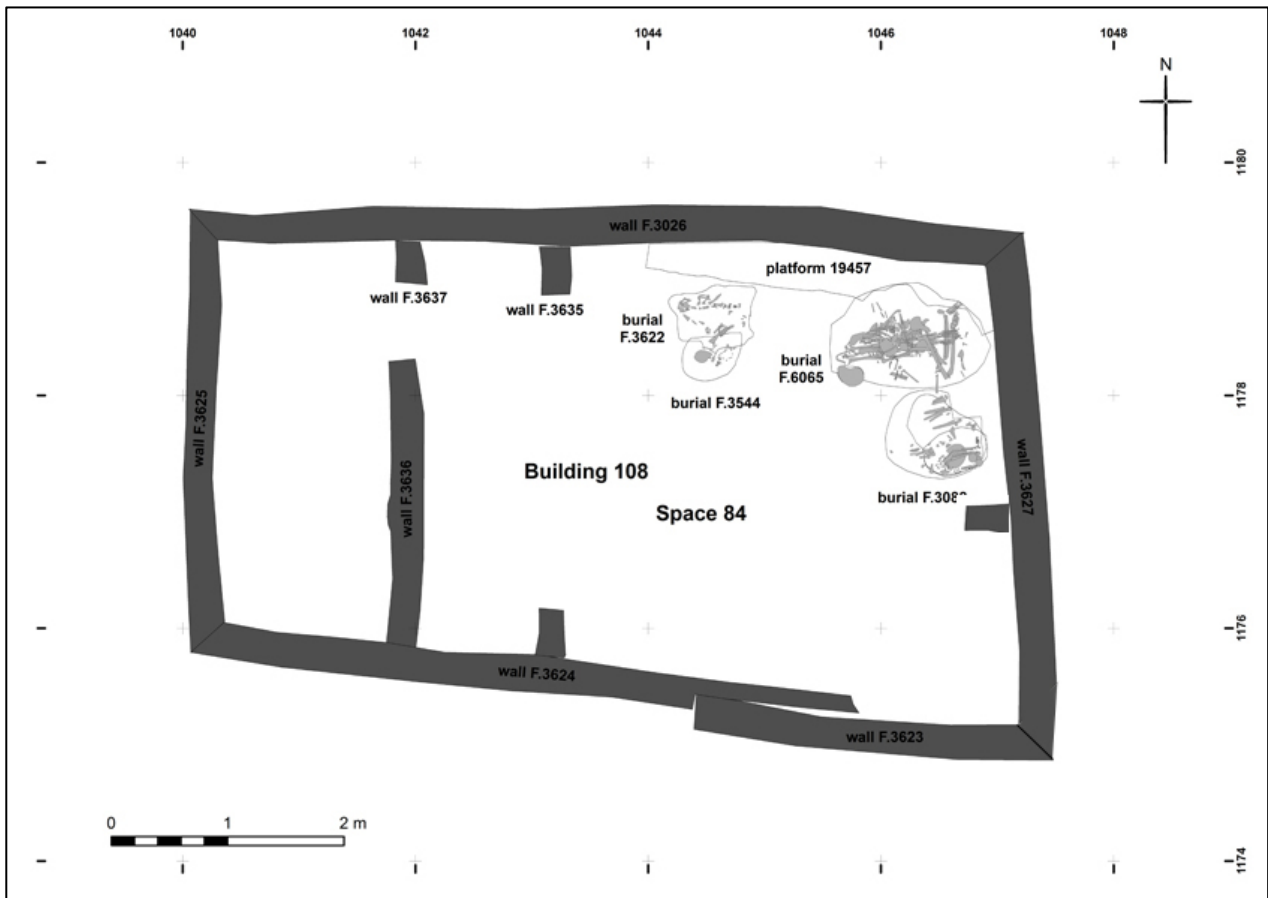 1040
1042
1044
1046
1048
N
1180
wall F.3026
platform 19457
wall F.3637
wall F.3635
burial
F.3622
burial
F.6065
burial F.3544
1178
wall F.3625
wall F.3636
Building 108
Space 84
burial
wall F.3627
1176
wall F.3624
wall F.3623
0
1
2 m
1174